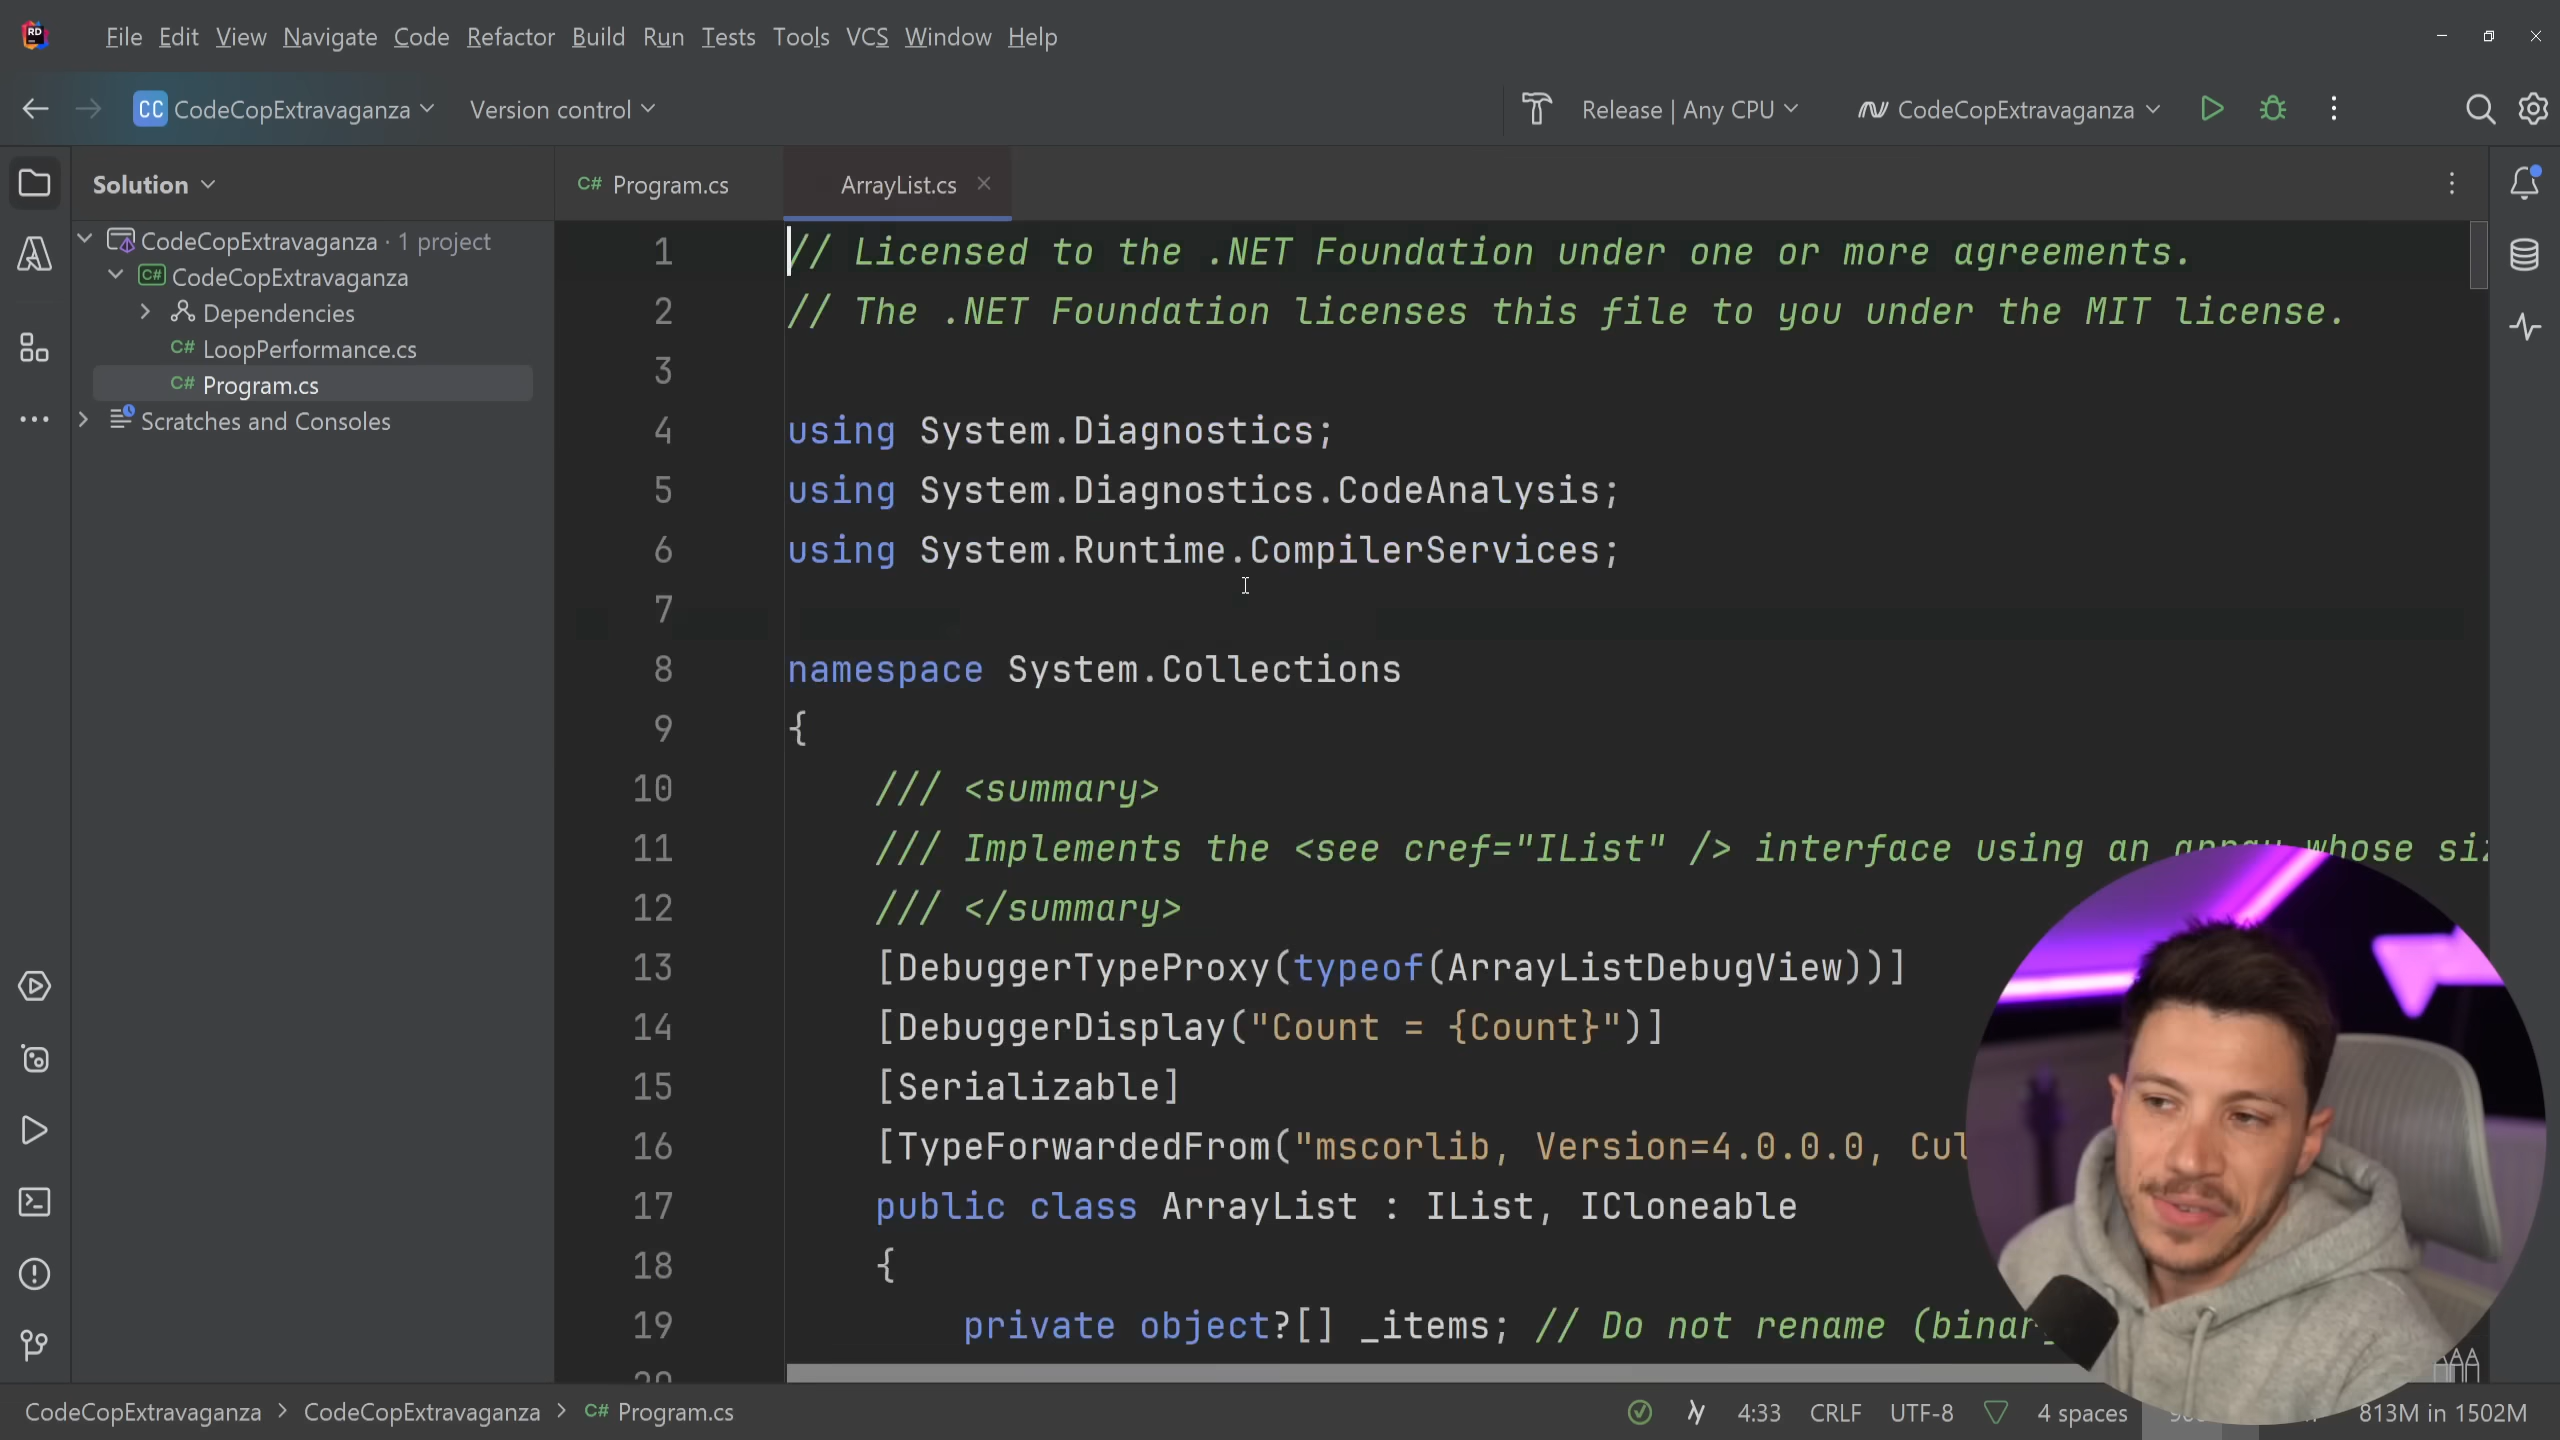 RD File Edit View Navigate Code Refactor Build Run Tests Tools VCS Window Help
CC CodeCopExtravaganza Version control Release | Any CPU CodeCopExtravaganza
Solution
C# Program.cs ArrayList.cs
CodeCopExtravaganza · 1 project
C# CodeCopExtravaganza
Dependencies
C# LoopPerformance.cs
C# Program.cs
Scratches and Consoles
1 // Licensed to the .NET Foundation under one or more agreements.
2 // The .NET Foundation licenses this file to you under the MIT license.
3
4 using System.Diagnostics;
5 using System.Diagnostics.CodeAnalysis;
6 using System.Runtime.CompilerServices;
7
8 namespace System.Collections
9 {
10 /// <summary>
11 /// Implements the <see cref="IList" /> interface using an array whose
12 /// </summary>
13 [DebuggerTypeProxy(typeof(ArrayListDebugView))]
14 [DebuggerDisplay("Count = {Count}")]
15 [Serializable]
16 [TypeForwardedFrom("mscorlib, Version=4.0.0.0, Cul
17 public class ArrayList : IList, ICloneable
18 {
19 private object?[] _items; // Do not rename (binary
CodeCopExtravaganza > CodeCopExtravaganza > C# Program.cs 4:33 CRLF UTF-8 4 spaces 813M in 1502M